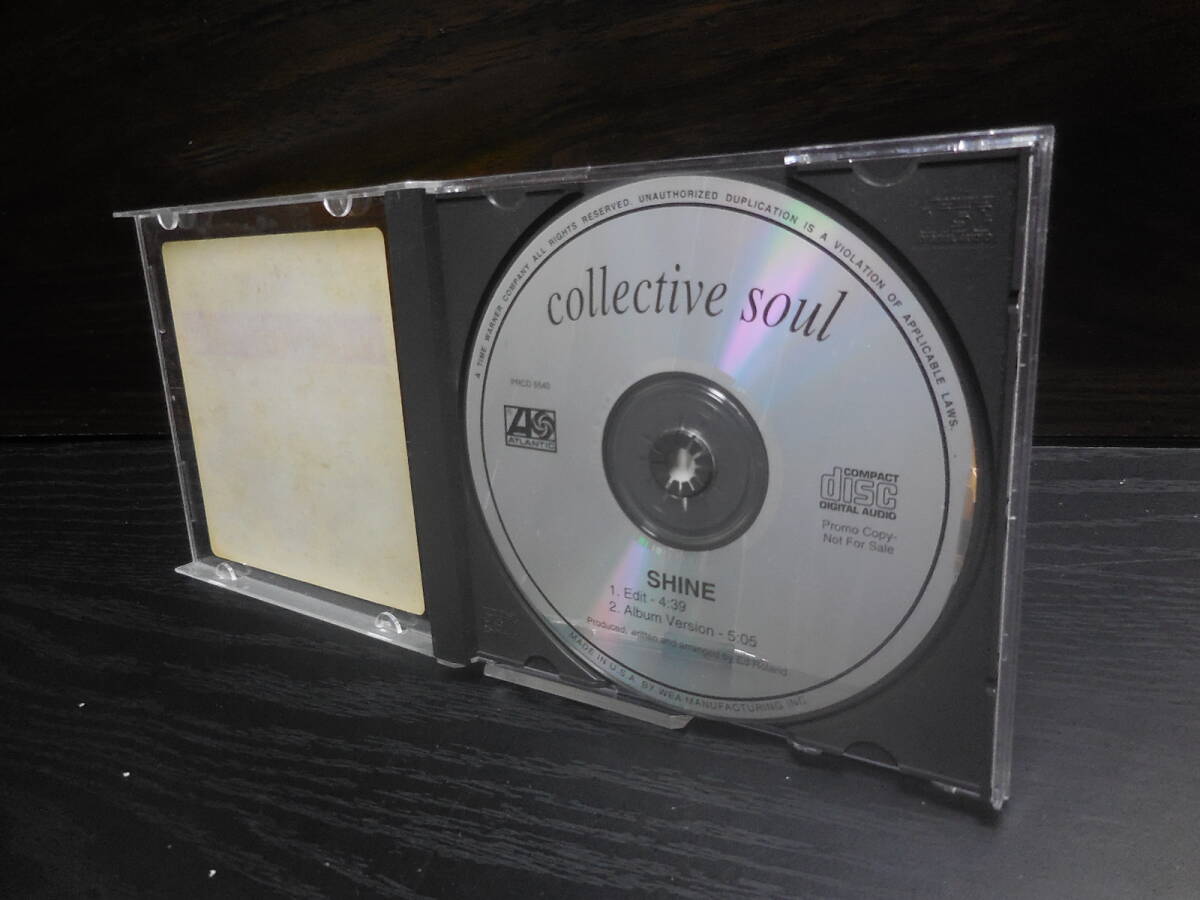 A TIME WARNER COMPANY ALL RIGHTS RESERVED. UNAUTHORIZED DUPLICATION IS A VIOLATION OF APPLICABLE LAWS.
collective soul
PRCD 5540
ATLANTIC
COMPACT
disc
DIGITAL AUDIO
Promo Copy-
Not For Sale
SHINE
1. Edit - 4:39
2. Album Version - 5:05
Produced, written and arranged by Ed Roland
MADE IN U.S.A. BY WEA MANUFACTURING INC.